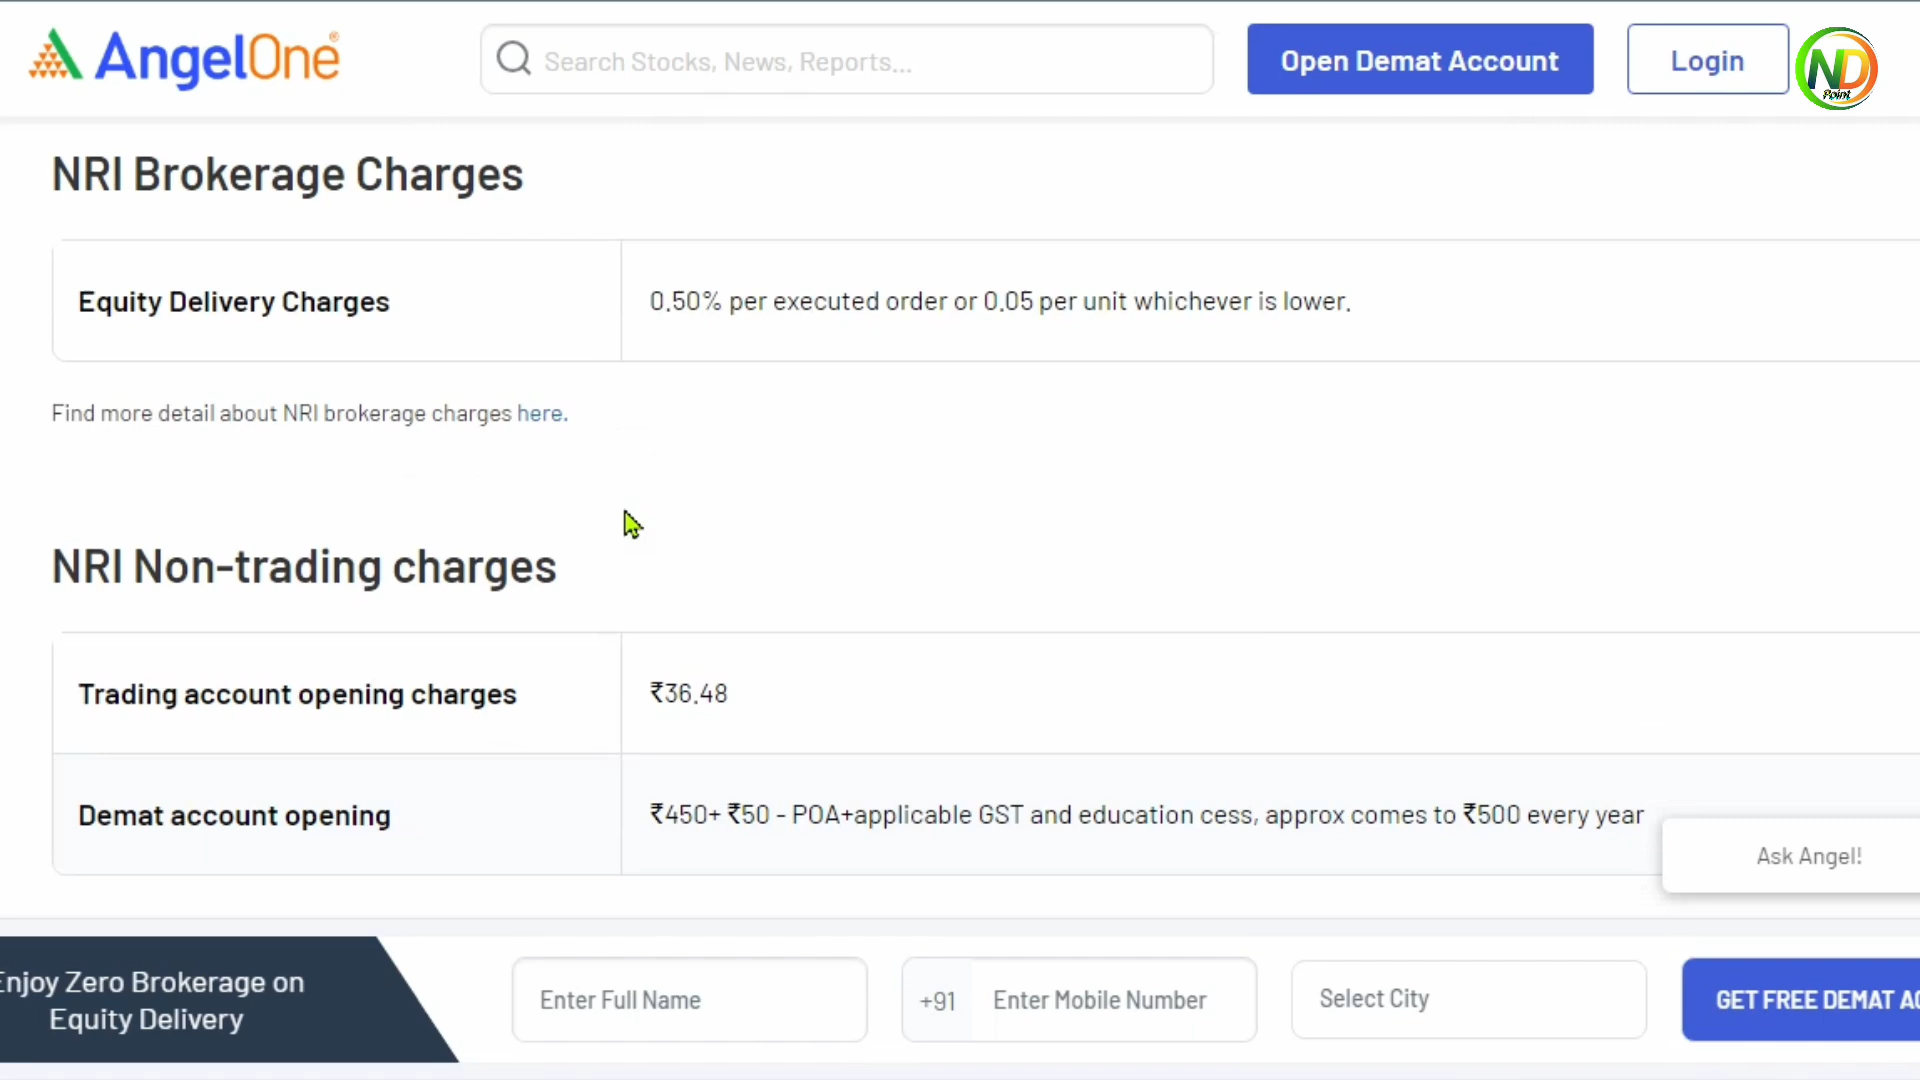 AngelOne®
Search Stocks, News, Reports...
Open Demat Account
Login
ND
Point
NRI Brokerage Charges
Equity Delivery Charges
0.50% per executed order or 0.05 per unit whichever is lower.
Find more detail about NRI brokerage charges here.
NRI Non-trading charges
Trading account opening charges
₹36.48
Demat account opening
₹450+ ₹50 - POA+applicable GST and education cess, approx comes to ₹500 every year
Ask Angel!
Enjoy Zero Brokerage on
Equity Delivery
Enter Full Name
+91
Enter Mobile Number
Select City
GET FREE DEMAT AC